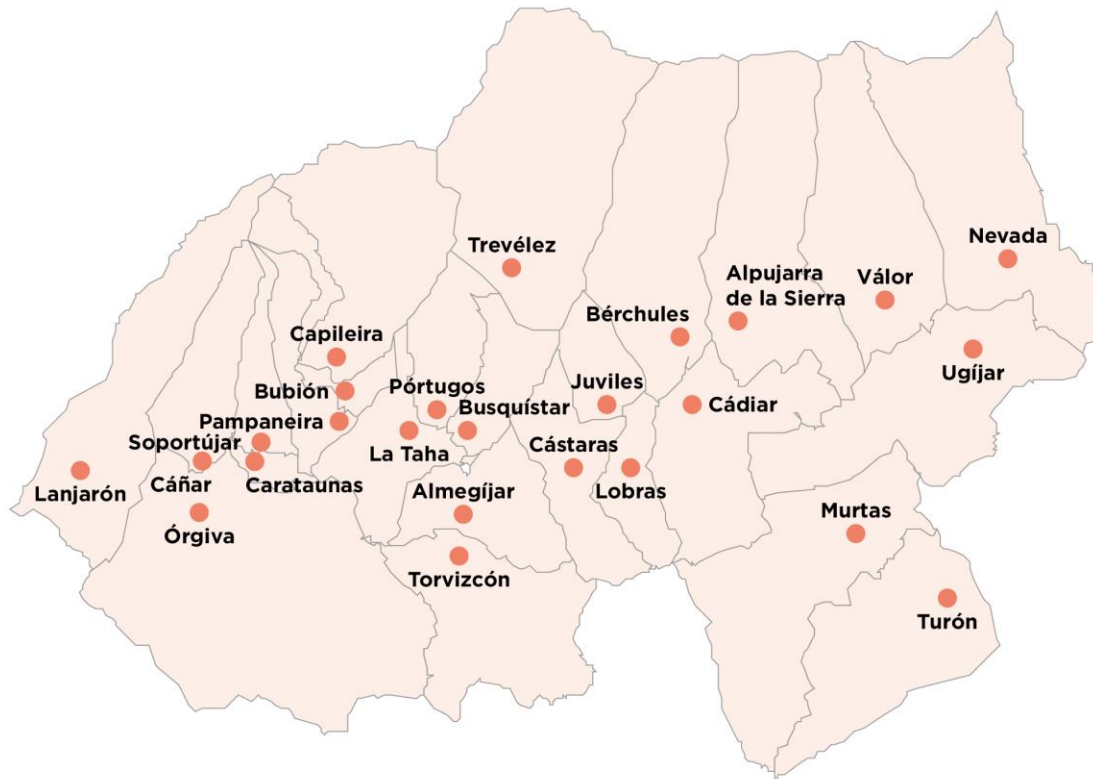 Trevélez
Nevada
Alpujarra
de la Sierra
Válor
Bérchules
Capileira
Ugíjar
Bubión
Pórtugos
Juviles
Busquístar
Cádiar
Pampaneira
Soportújar
La Taha
Cástaras
Lanjarón
Cáñar
Carataunas
Almegíjar
Lobras
Murtas
Órgiva
Torvizcón
Turón